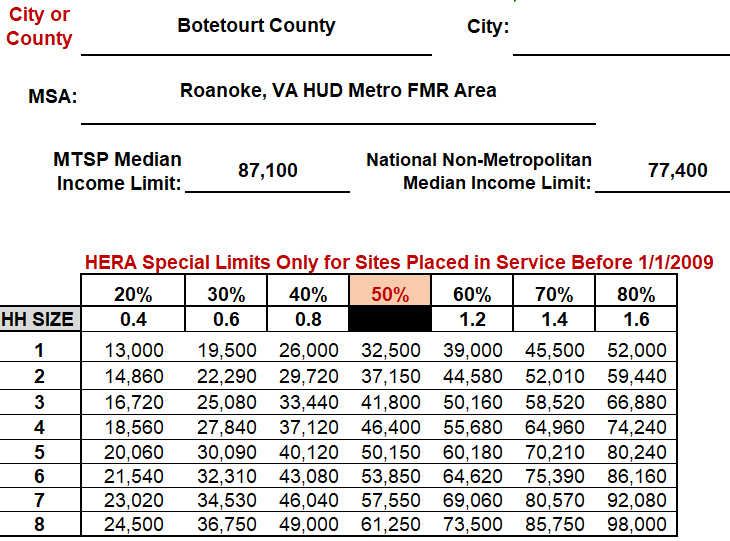 City or
County
Botetourt County
City:
MSA:
Roanoke, VA HUD Metro FMR Area
MTSP Median
Income Limit:
87,100
National Non-Metropolitan
Median Income Limit:
77,400
HERA Special Limits Only for Sites Placed in Service Before 1/1/2009
20% 30% 40% 50% 60% 70% 80%
HH SIZE 0.4 0.6 0.8 1.2 1.4 1.6
1 13,000 19,500 26,000 32,500 39,000 45,500 52,000
2 14,860 22,290 29,720 37,150 44,580 52,010 59,440
3 16,720 25,080 33,440 41,800 50,160 58,520 66,880
4 18,560 27,840 37,120 46,400 55,680 64,960 74,240
5 20,060 30,090 40,120 50,150 60,180 70,210 80,240
6 21,540 32,310 43,080 53,850 64,620 75,390 86,160
7 23,020 34,530 46,040 57,550 69,060 80,570 92,080
8 24,500 36,750 49,000 61,250 73,500 85,750 98,000